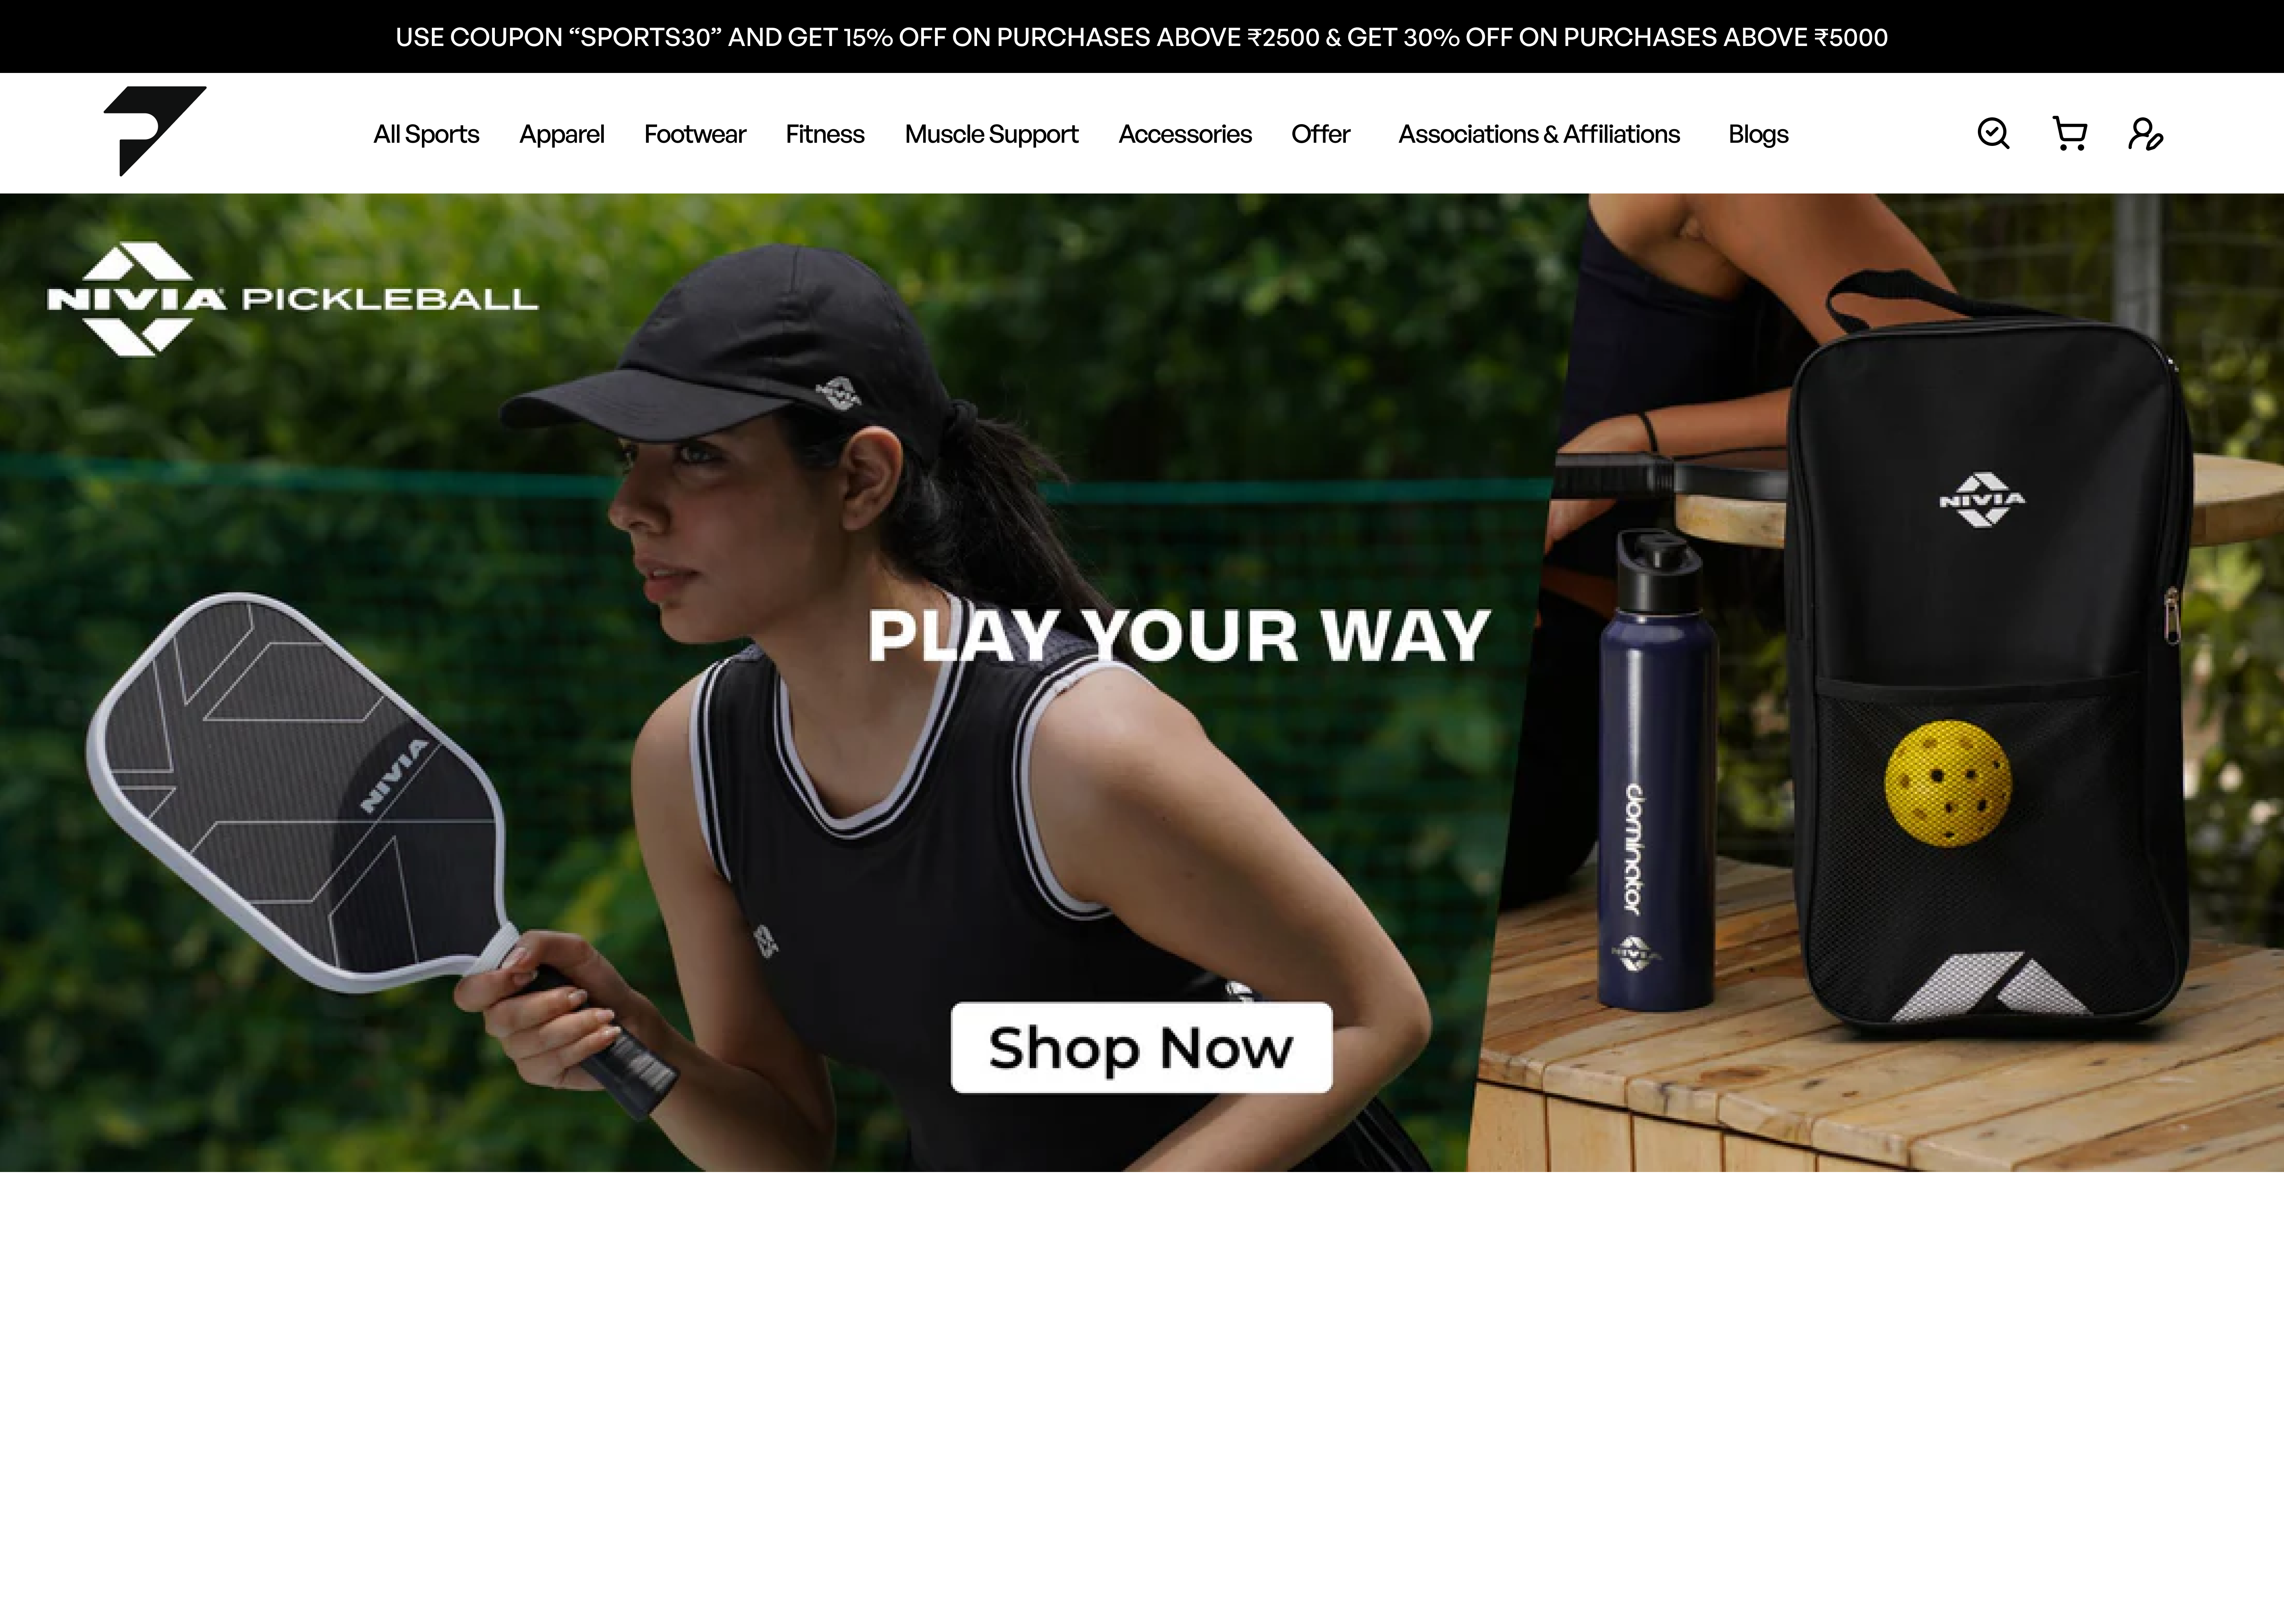 USE COUPON “SPORTS30” AND GET 15% OFF ON PURCHASES ABOVE ₹2500 & GET 30% OFF ON PURCHASES ABOVE ₹5000
All Sports Apparel Footwear Fitness Muscle Support Accessories Offer Associations & Affiliations Blogs
NIVIA PICKLEBALL
NIVIA
NIVIA
PLAY YOUR WAY
NIVIA
dominator
NIVIA
Shop Now